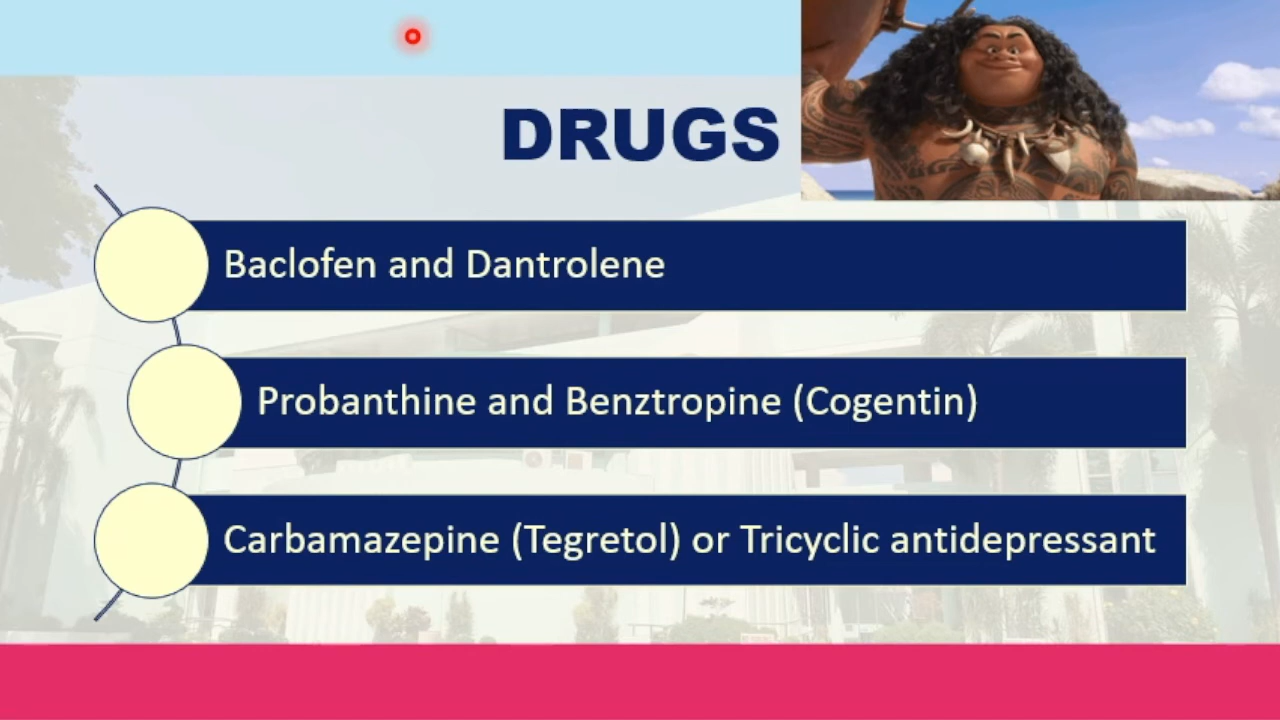 DRUGS
Baclofen and Dantrolene
Probanthine and Benztropine (Cogentin)
Carbamazepine (Tegretol) or Tricyclic antidepressant